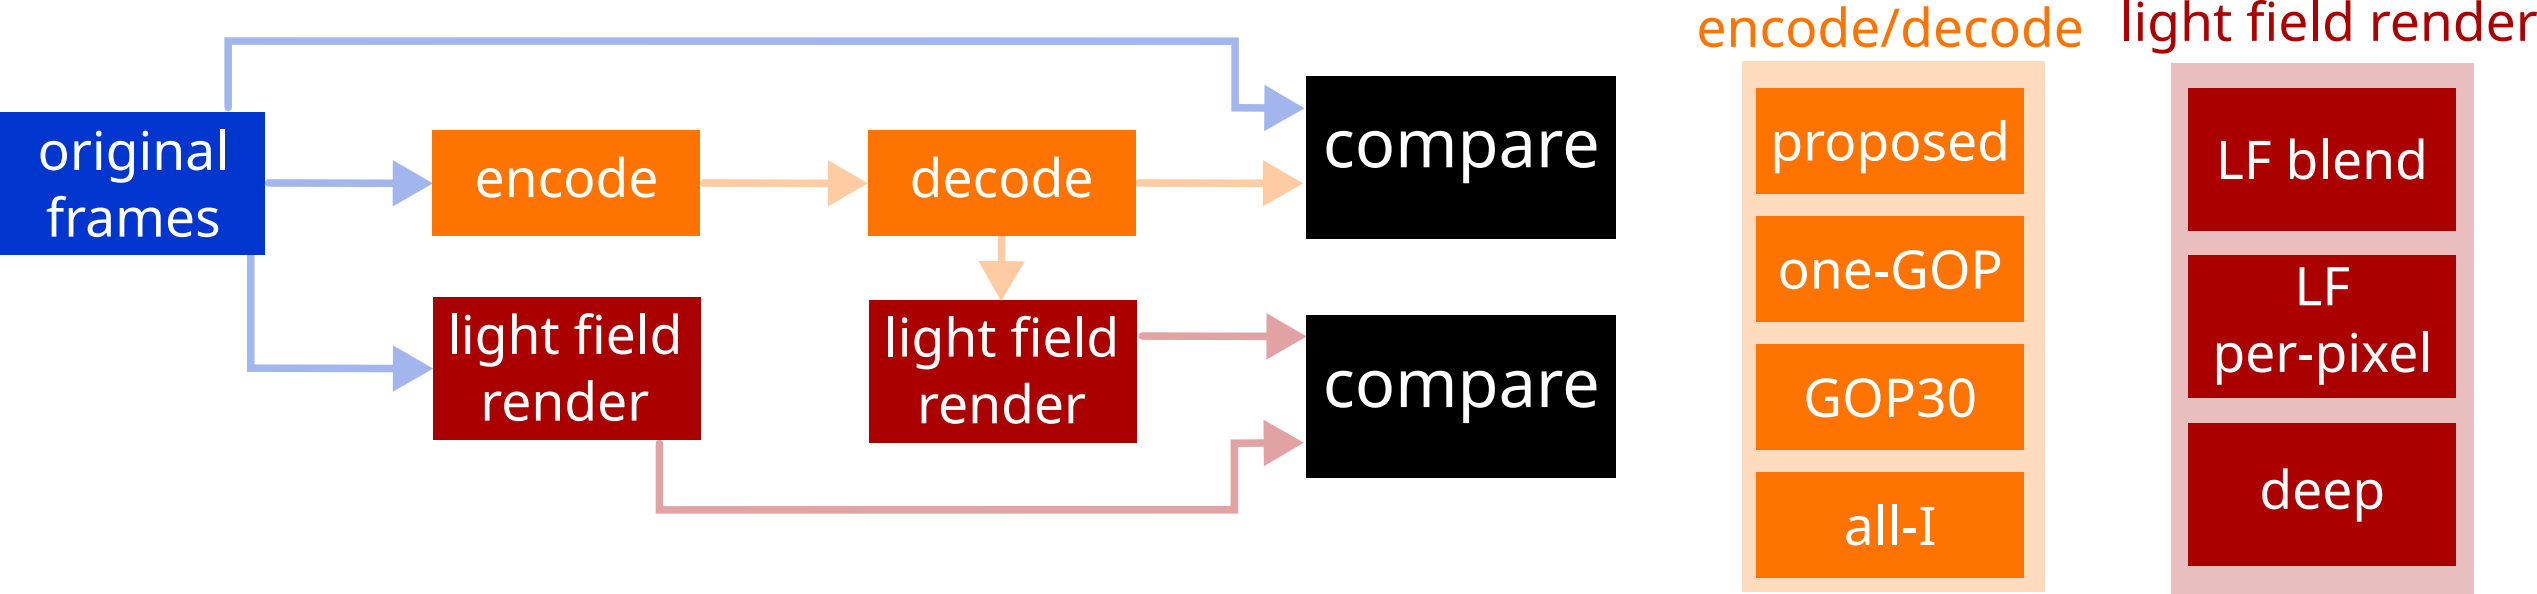 original
frames
encode
decode
compare
light field
render
light field
render
compare
encode/decode
proposed
one-GOP
GOP30
all-I
light field render
LF blend
LF
per-pixel
deep